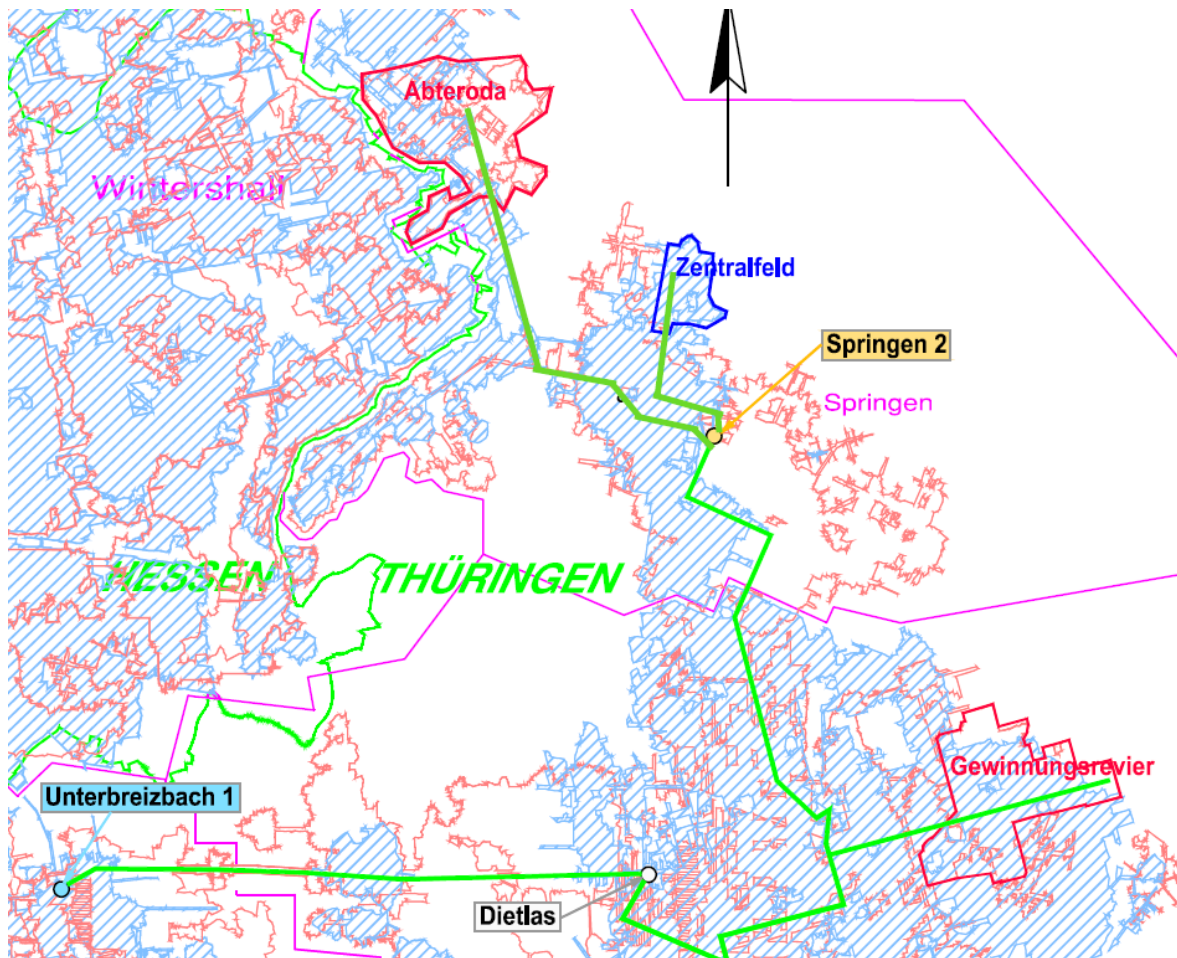 Abteroda
Wintershall
Zentralfeld
Springen 2
Springen
HESSEN
THÜRINGEN
Gewinnungsrevier
Unterbreizbach 1
Dietlas